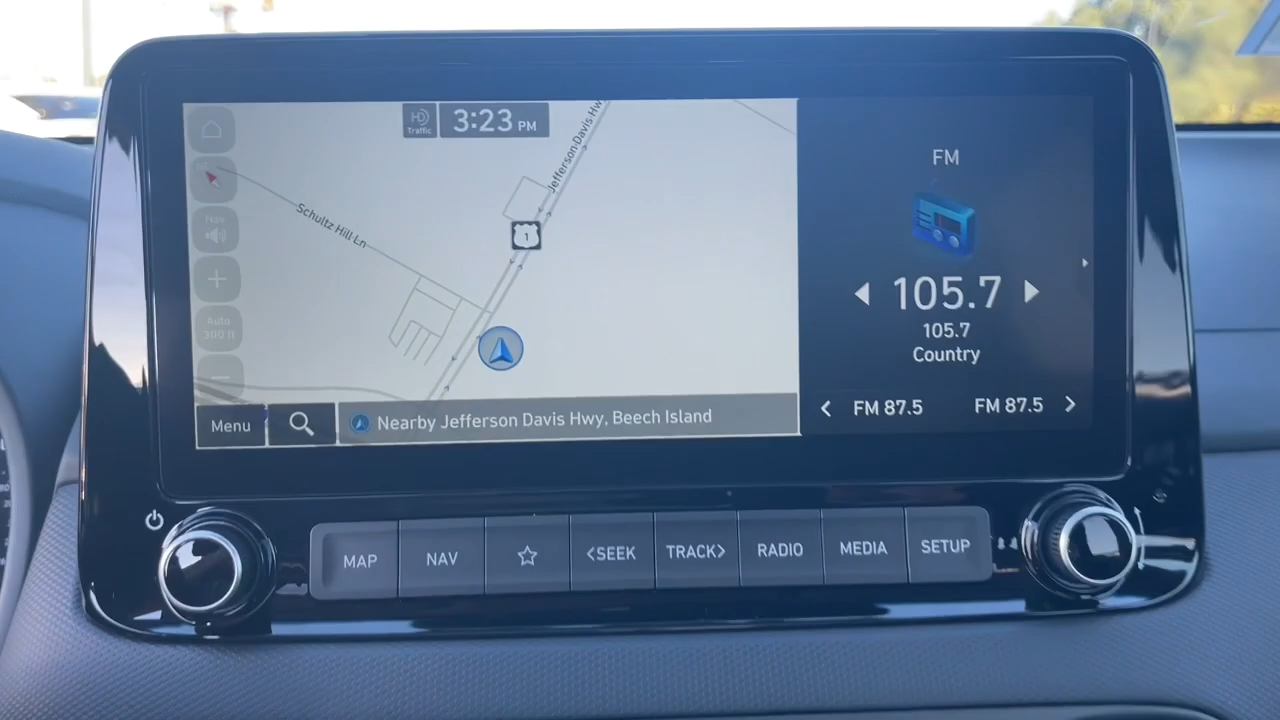 HD
Traffic
3:23 PM
Jefferson-Davis Hwy
Schultz Hill Ln
1
Nav
Auto
300 ft
Menu
Nearby Jefferson Davis Hwy, Beech Island
FM
105.7
105.7
Country
FM 87.5
FM 87.5
MAP
NAV
<SEEK
TRACK>
RADIO
MEDIA
SETUP